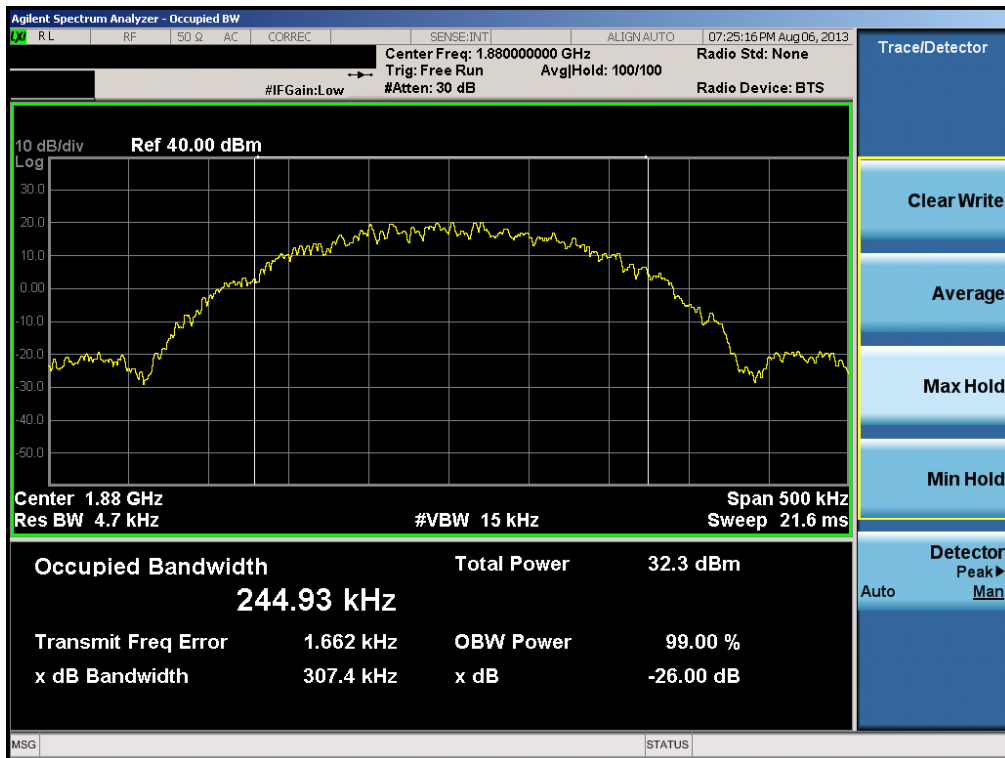 Agilent Spectrum Analyzer - Occupied BW
LXI RL RF 50 Ω AC CORREC SENSE:INT ALIGN AUTO 07:25:16 PM Aug 06, 2013
Center Freq: 1.880000000 GHz Radio Std: None
Trig: Free Run Avg|Hold: 100/100
#IFGain:Low #Atten: 30 dB Radio Device: BTS
Trace/Detector
10 dB/div Ref 40.00 dBm
Log
30.0
20.0
10.0
0.00
-10.0
-20.0
-30.0
-40.0
-50.0
Center 1.88 GHz Span 500 kHz
Res BW 4.7 kHz #VBW 15 kHz Sweep 21.6 ms
Occupied Bandwidth Total Power 32.3 dBm
244.93 kHz
Transmit Freq Error 1.662 kHz OBW Power 99.00 %
x dB Bandwidth 307.4 kHz x dB -26.00 dB
Clear Write
Average
Max Hold
Min Hold
Detector
Peak▶
Auto Man
MSG STATUS